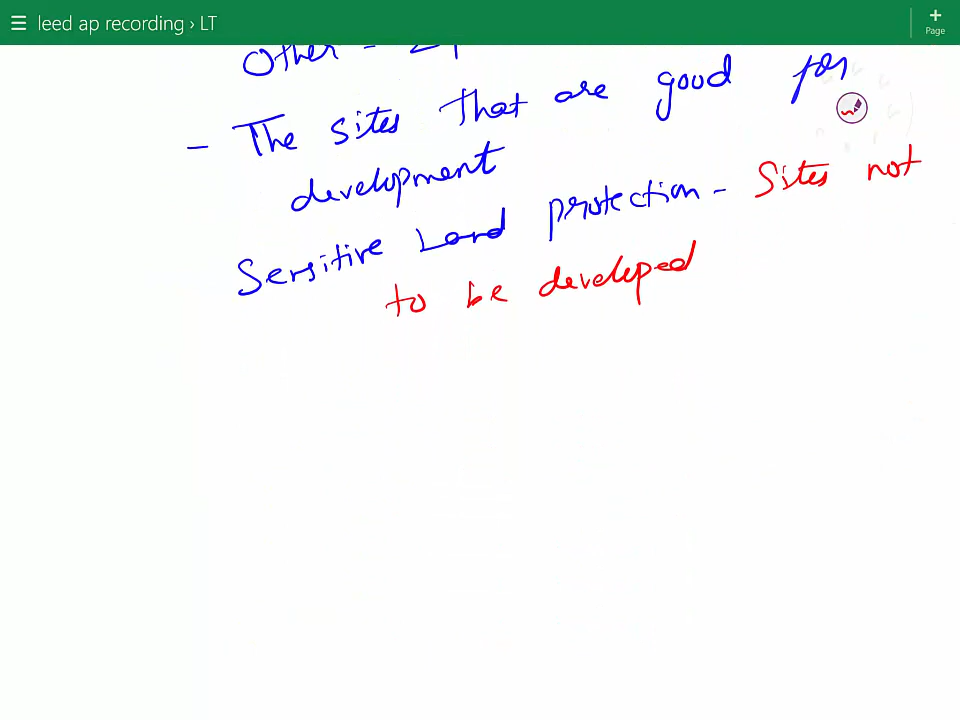 leed ap recording › LT
Page
Other -
- The sites that are good for
development
Sensitive Land protection - Sites not
to be developed